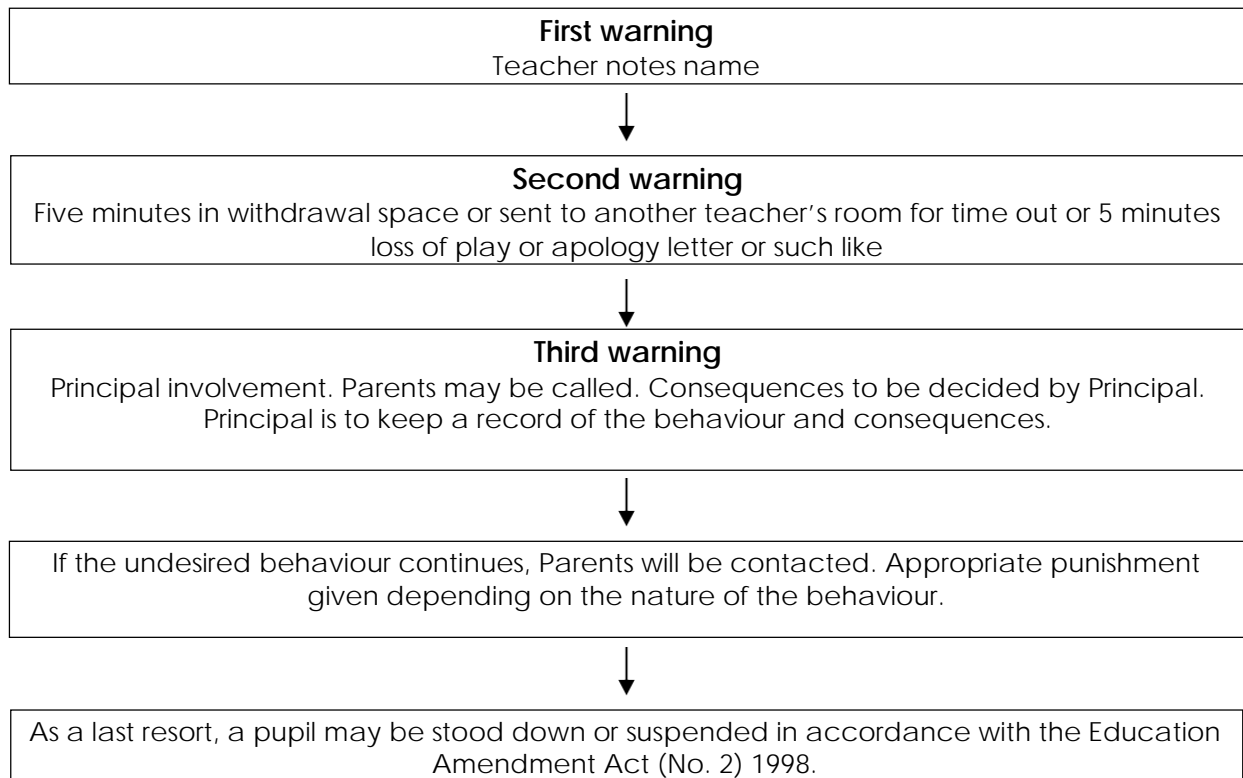 First warning
Teacher notes name
Second warning
Five minutes in withdrawal space or sent to another teacher's room for time out or 5 minutes
loss of play or apology letter or such like
Third warning
Principal involvement. Parents may be called. Consequences to be decided by Principal.
Principal is to keep a record of the behaviour and consequences.
If the undesired behaviour continues, Parents will be contacted. Appropriate punishment
given depending on the nature of the behaviour.
As a last resort, a pupil may be stood down or suspended in accordance with the Education
Amendment Act (No. 2) 1998.